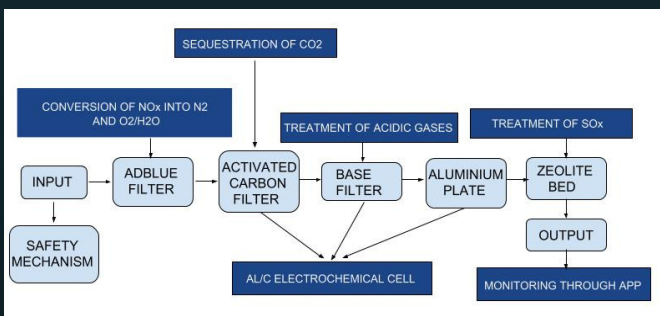 SEQUESTRATION OF CO2
CONVERSION OF NOx INTO N2
AND O2/H2O
TREATMENT OF ACIDIC GASES
TREATMENT OF SOx
INPUT
ADBLUE
FILTER
ACTIVATED
CARBON
FILTER
BASE
FILTER
ALUMINIUM
PLATE
ZEOLITE
BED
SAFETY
MECHANISM
OUTPUT
AL/C ELECTROCHEMICAL CELL
MONITORING THROUGH APP